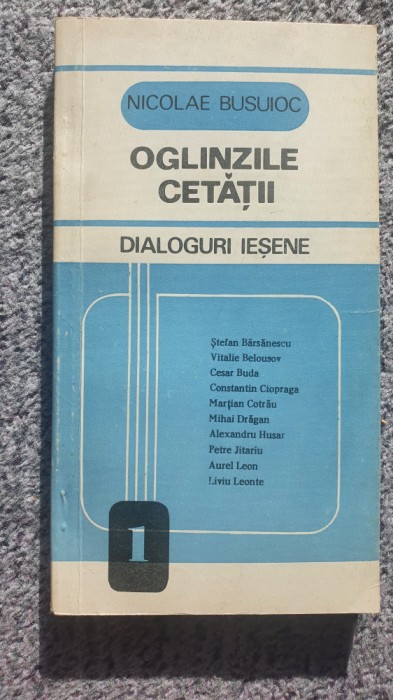 NICOLAE BUSUIOC
OGLINZILE
CETĂȚII
DIALOGURI IEȘENE
Ștefan Bârsănescu
Vitalie Belousov
Cesar Buda
Constantin Ciopraga
Marțian Cotrău
Mihai Drăgan
Alexandru Husar
Petre Jitariu
Aurel Leon
Liviu Leonte
1